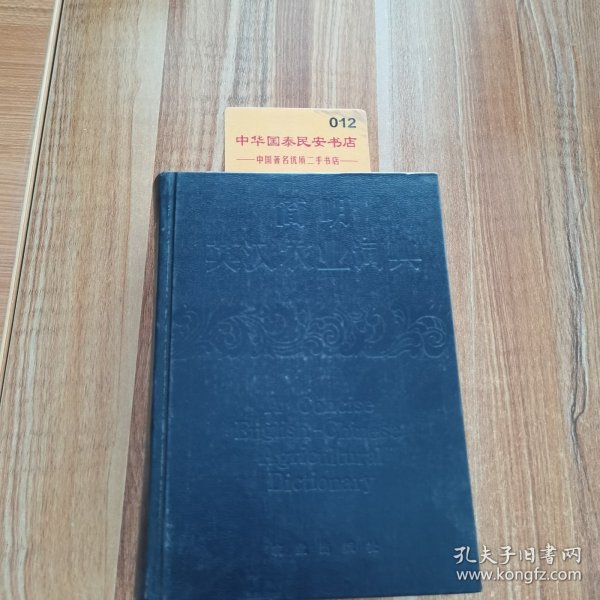 012
中华国泰民安书店
——中国著名优质二手书店——
简明
英汉农业词典
A Concise
English-Chinese
Agricultural
Dictionary
农业出版社
孔夫子旧书网
www.kongfz.com